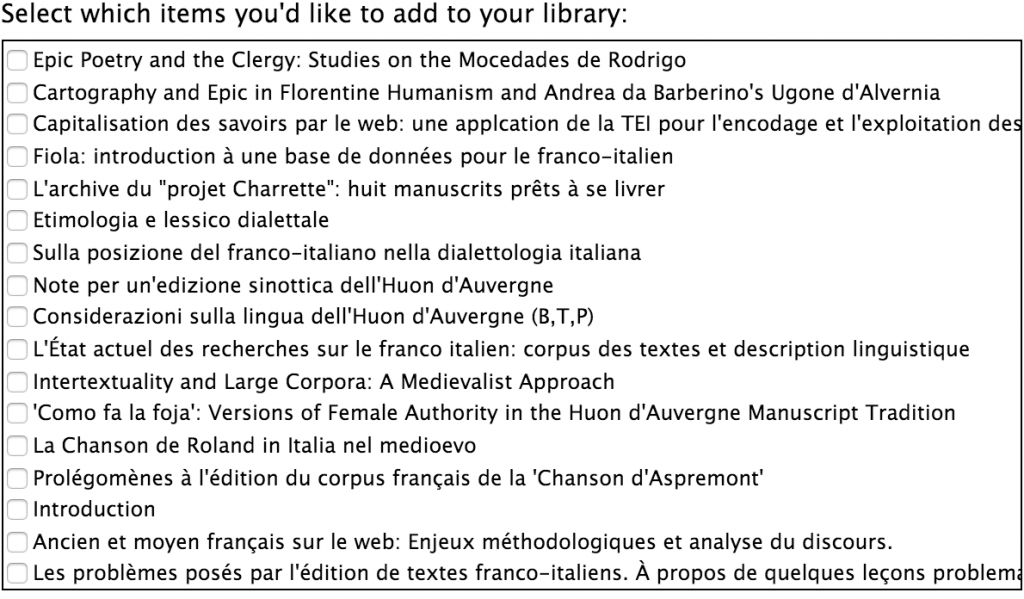 Select which items you'd like to add to your library:
Epic Poetry and the Clergy: Studies on the Mocedades de Rodrigo
Cartography and Epic in Florentine Humanism and Andrea da Barberino's Ugone d'Alvernia
Capitalisation des savoirs par le web: une applcation de la TEI pour l'encodage et l'exploitation des
Fiola: introduction à une base de données pour le franco-italien
L'archive du "projet Charrette": huit manuscrits prêts à se livrer
Etimologia e lessico dialettale
Sulla posizione del franco-italiano nella dialettologia italiana
Note per un'edizione sinottica dell'Huon d'Auvergne
Considerazioni sulla lingua dell'Huon d'Auvergne (B,T,P)
L'État actuel des recherches sur le franco italien: corpus des textes et description linguistique
Intertextuality and Large Corpora: A Medievalist Approach
'Como fa la foja': Versions of Female Authority in the Huon d'Auvergne Manuscript Tradition
La Chanson de Roland in Italia nel medioevo
Prolégomènes à l'édition du corpus français de la 'Chanson d'Aspremont'
Introduction
Ancien et moyen français sur le web: Enjeux méthodologiques et analyse du discours.
Les problèmes posés par l'édition de textes franco-italiens. À propos de quelques leçons problema